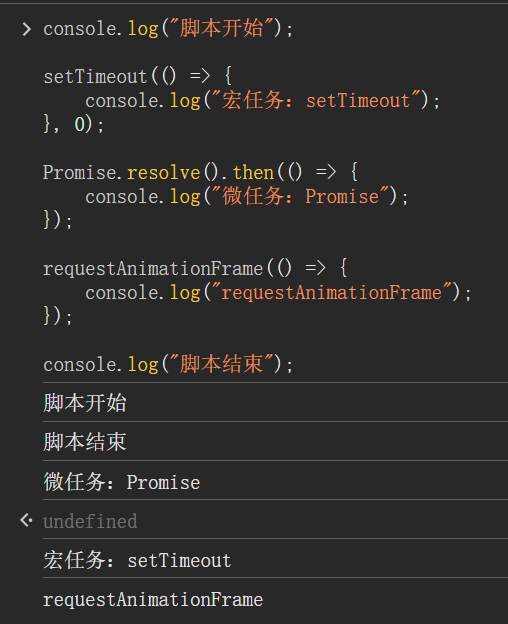 console.log("脚本开始");
setTimeout(() => {
    console.log("宏任务：setTimeout");
}, 0);
Promise.resolve().then(() => {
    console.log("微任务：Promise");
});
requestAnimationFrame(() => {
    console.log("requestAnimationFrame");
});
console.log("脚本结束");
脚本开始
脚本结束
微任务：Promise
undefined
宏任务：setTimeout
requestAnimationFrame